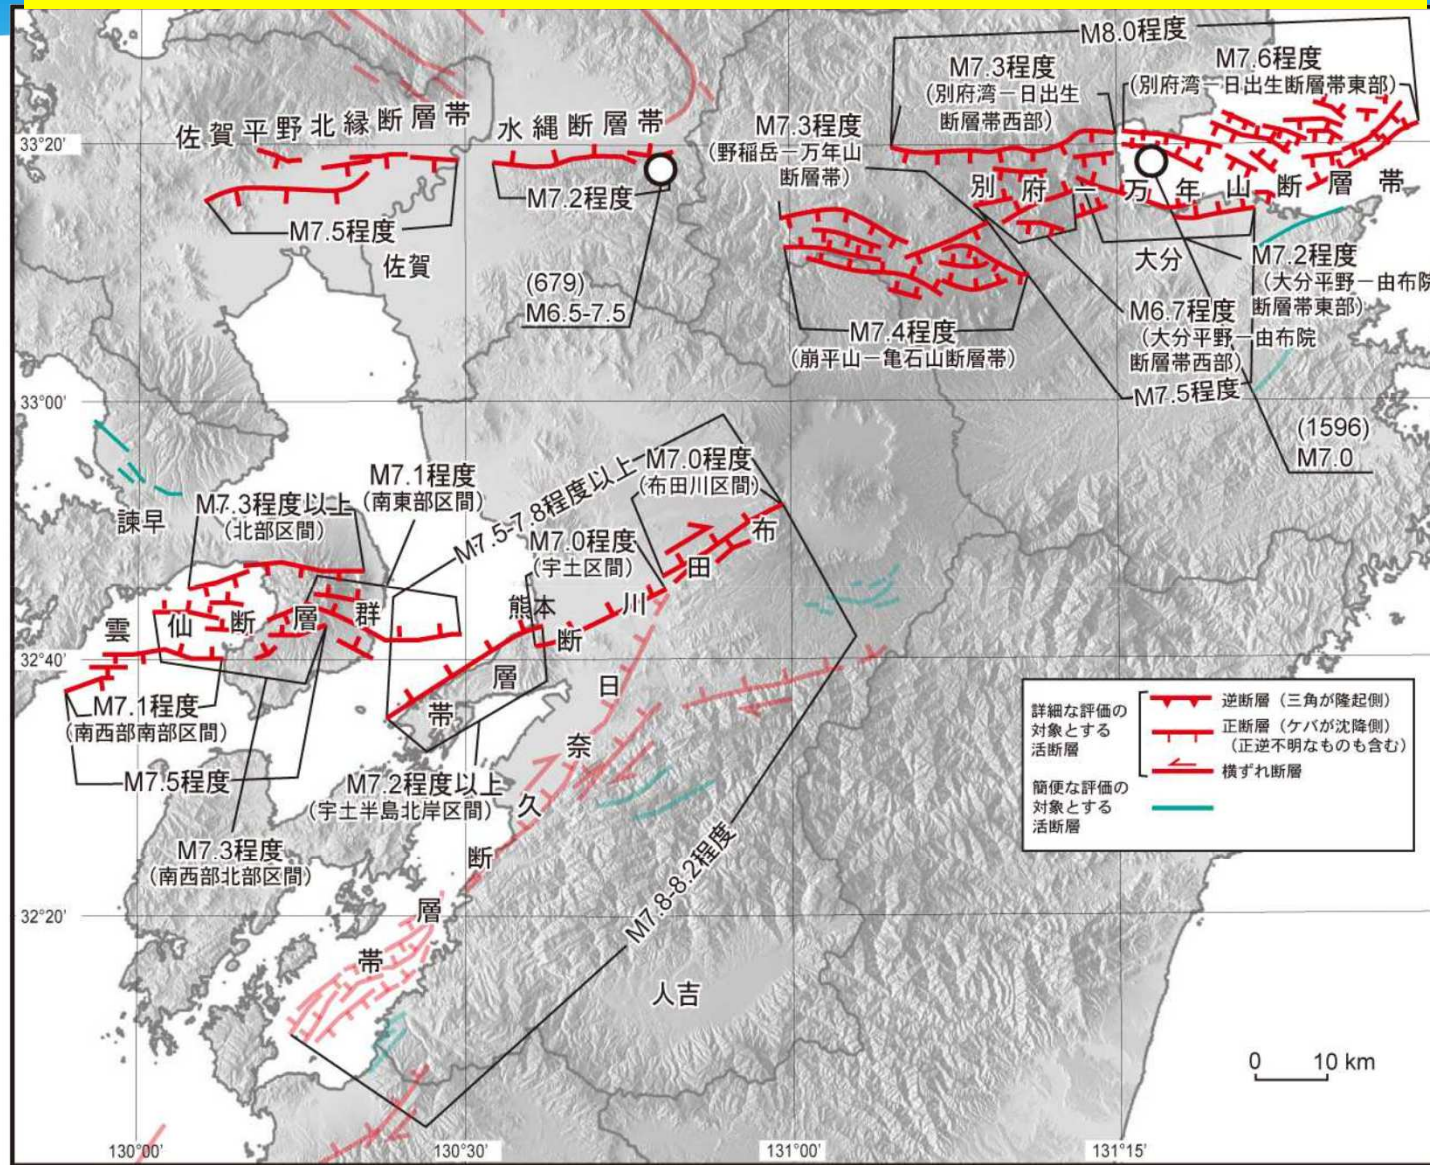 M8.0程度
M7.3程度
（別府湾－日出生
断層帯西部）
M7.6程度
（別府湾－日出生断層帯東部）
佐賀平野北縁断層帯
水縄断層帯
M7.3程度
（野稲岳－万年山
断層帯）
33°20'
別府－万年山断層帯
M7.2程度
M7.5程度
佐賀
(679)
M6.5-7.5
大分
M7.2程度
（大分平野－由布院
断層帯東部）
M6.7程度
（大分平野－由布院
断層帯西部）
M7.4程度
（崩平山－亀石山断層帯）
M7.5程度
33°00'
(1596)
M7.0
M7.1程度
（南東部区間）
M7.5-7.8程度以上
M7.0程度
（布田川区間）
M7.3程度以上
（北部区間）
諫早
M7.0程度
（宇土区間）
熊本
布田川断層帯
雲仙断層群
32°40'
日奈久断層帯
M7.1程度
（南西部南部区間）
M7.5程度
M7.2程度以上
（宇土半島北岸区間）
M7.3程度
（南西部北部区間）
M7.8-8.2程度
詳細な評価の
対象とする
活断層
逆断層（三角が隆起側）
正断層（ケバが沈降側）
（正逆不明なものも含む）
横ずれ断層
簡便な評価の
対象とする
活断層
32°20'
人吉
0 10 km
130°00'
130°30'
131°00'
131°15'